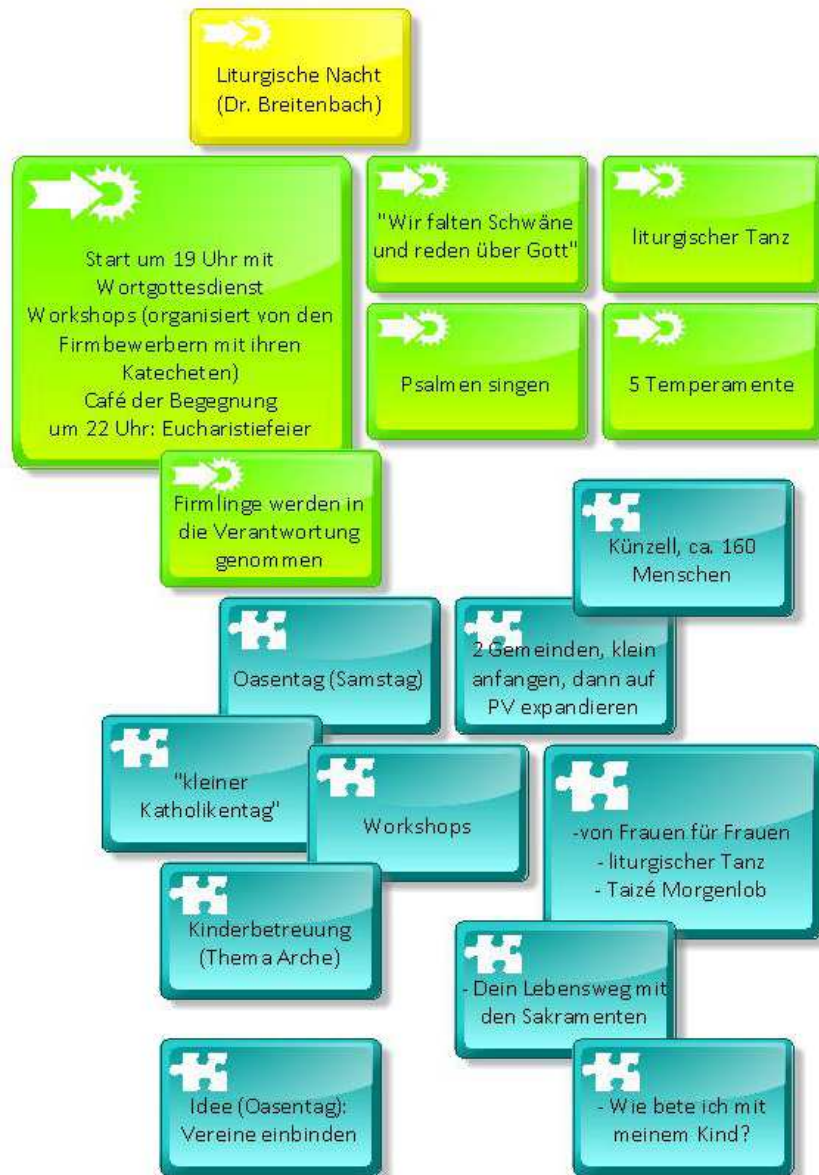 Liturgische Nacht
(Dr. Breitenbach)
Start um 19 Uhr mit
Wortgottesdienst
Workshops (organisiert von den
Firmbewerbern mit ihren
Katecheten)
Café der Begegnung
um 22 Uhr: Eucharistiefeier
"Wir falten Schwäne
und reden über Gott"
liturgischer Tanz
Psalmen singen
5 Temperamente
Firmlinge werden in
die Verantwortung
genommen
Künzell, ca. 160
Menschen
Oasentag (Samstag)
2 Gemeinden, klein
anfangen, dann auf
PV expandieren
"kleiner
Katholikentag"
Workshops
-von Frauen für Frauen
- liturgischer Tanz
- Taizé Morgenlob
Kinderbetreuung
(Thema Arche)
- Dein Lebensweg mit
den Sakramenten
Idee (Oasentag):
Vereine einbinden
- Wie bete ich mit
meinem Kind?